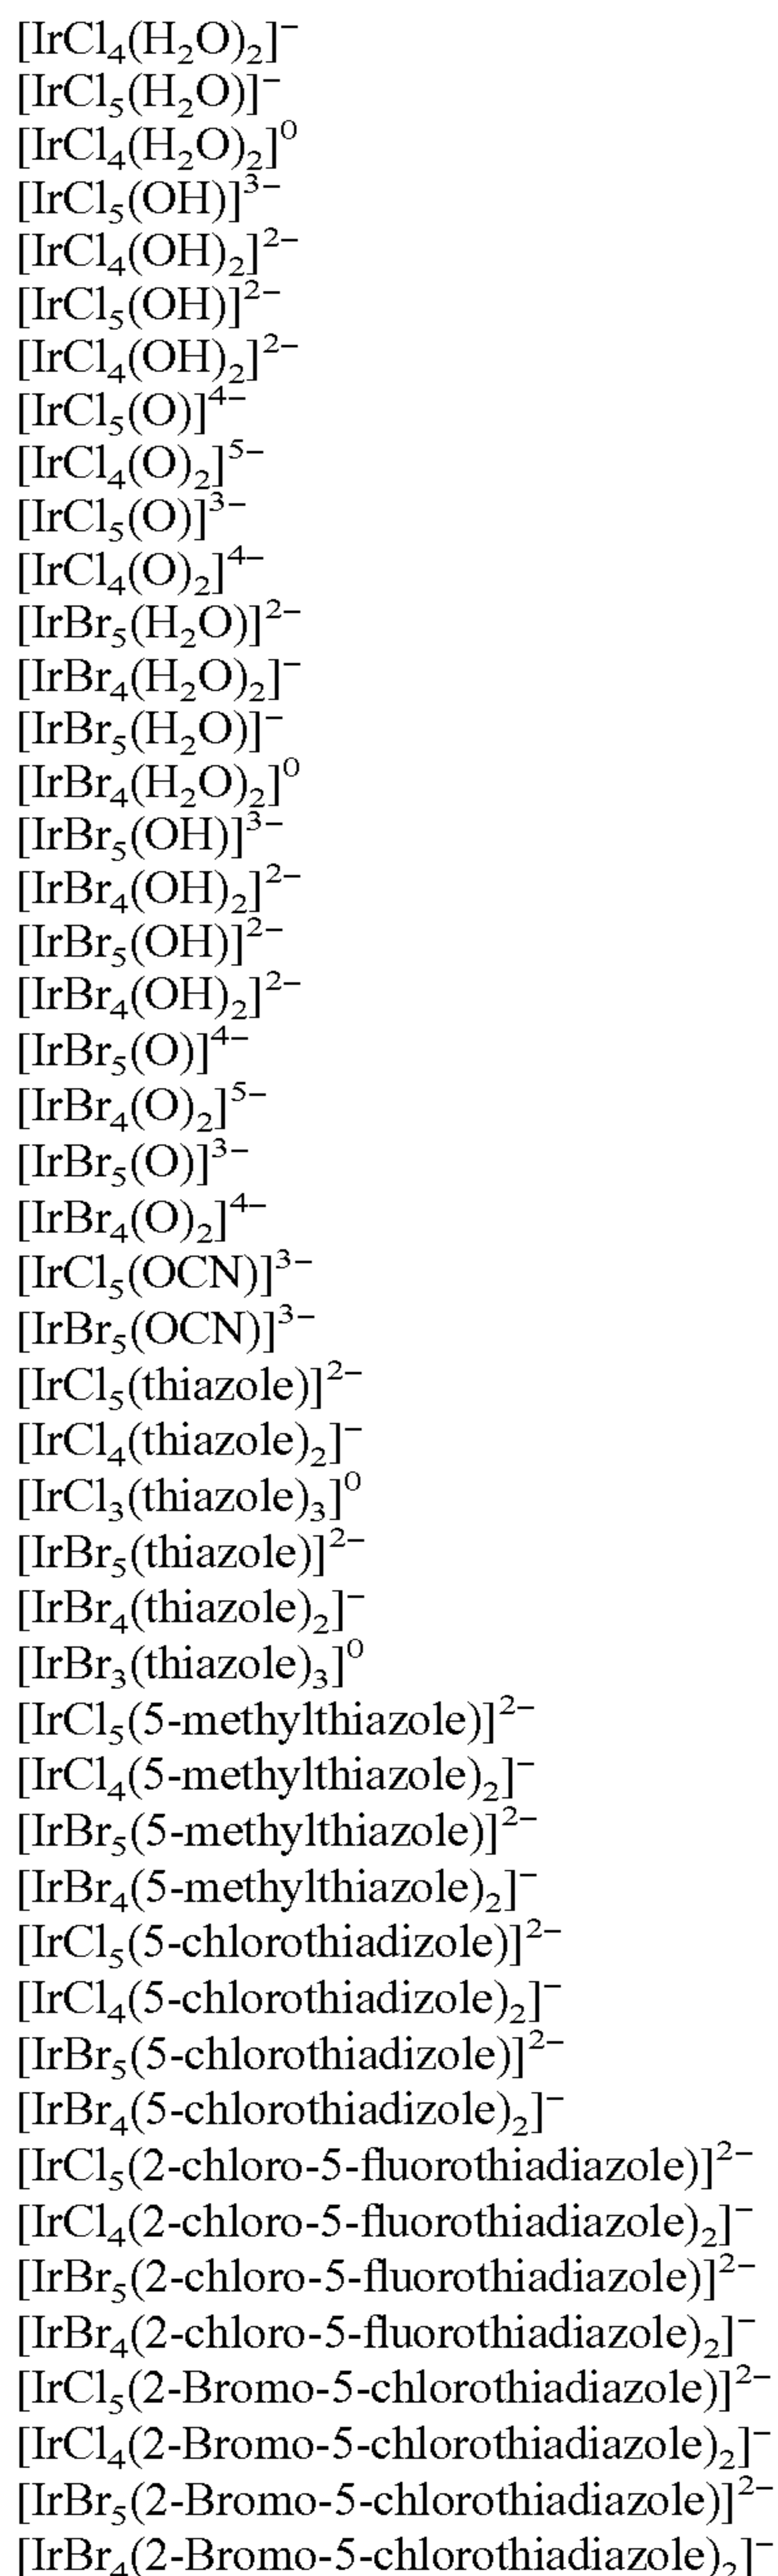 [IrCl₄(H₂O)₂]⁻
[IrCl₅(H₂O)]⁻
[IrCl₄(H₂O)₂]⁰
[IrCl₅(OH)]³⁻
[IrCl₄(OH)₂]²⁻
[IrCl₅(OH)]²⁻
[IrCl₄(OH)₂]²⁻
[IrCl₅(O)]⁴⁻
[IrCl₄(O)₂]⁵⁻
[IrCl₅(O)]³⁻
[IrCl₄(O)₂]⁴⁻
[IrBr₅(H₂O)]²⁻
[IrBr₄(H₂O)₂]⁻
[IrBr₅(H₂O)]⁻
[IrBr₄(H₂O)₂]⁰
[IrBr₅(OH)]³⁻
[IrBr₄(OH)₂]²⁻
[IrBr₅(OH)]²⁻
[IrBr₄(OH)₂]²⁻
[IrBr₅(O)]⁴⁻
[IrBr₄(O)₂]⁵⁻
[IrBr₅(O)]³⁻
[IrBr₄(O)₂]⁴⁻
[IrCl₅(OCN)]³⁻
[IrBr₅(OCN)]³⁻
[IrCl₅(thiazole)]²⁻
[IrCl₄(thiazole)₂]⁻
[IrCl₃(thiazole)₃]⁰
[IrBr₅(thiazole)]²⁻
[IrBr₄(thiazole)₂]⁻
[IrBr₃(thiazole)₃]⁰
[IrCl₅(5-methylthiazole)]²⁻
[IrCl₄(5-methylthiazole)₂]⁻
[IrBr₅(5-methylthiazole)]²⁻
[IrBr₄(5-methylthiazole)₂]⁻
[IrCl₅(5-chlorothiadizole)]²⁻
[IrCl₄(5-chlorothiadizole)₂]⁻
[IrBr₅(5-chlorothiadizole)]²⁻
[IrBr₄(5-chlorothiadizole)₂]⁻
[IrCl₅(2-chloro-5-fluorothiadiazole)]²⁻
[IrCl₄(2-chloro-5-fluorothiadiazole)₂]⁻
[IrBr₅(2-chloro-5-fluorothiadiazole)]²⁻
[IrBr₄(2-chloro-5-fluorothiadiazole)₂]⁻
[IrCl₅(2-Bromo-5-chlorothiadiazole)]²⁻
[IrCl₄(2-Bromo-5-chlorothiadiazole)₂]⁻
[IrBr₅(2-Bromo-5-chlorothiadiazole)]²⁻
[IrBr₄(2-Bromo-5-chlorothiadiazole)₂]⁻